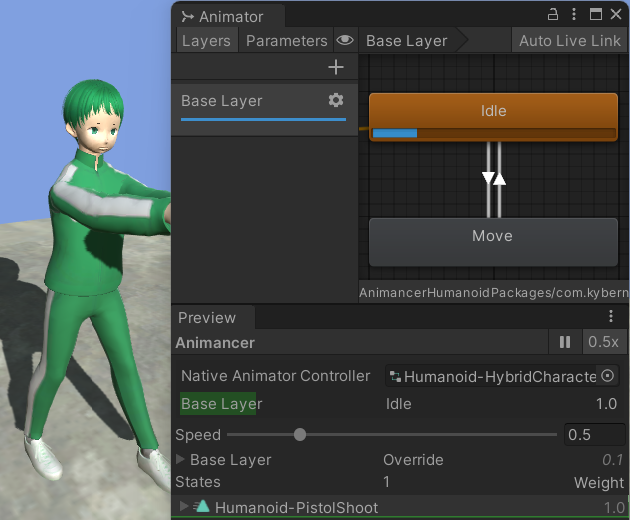 Animator
Layers Parameters Base Layer Auto Live Link
Base Layer
Idle
Move
AnimancerHumanoidPackages/com.kybern
Preview
Animancer 0.5x
Native Animator Controller Humanoid-HybridCharacte
Base Layer Idle 1.0
Speed 0.5
Base Layer Override 0.1
States 1 Weight
Humanoid-PistolShoot 1.0